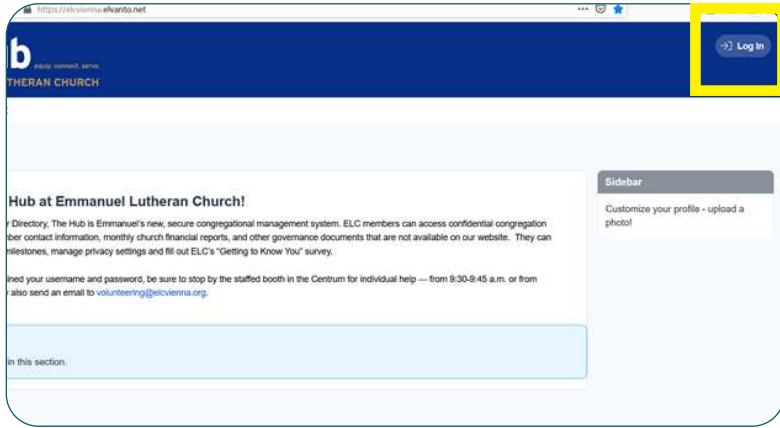 https://elcvienna.elvanto.net
Log In
b
equip. connect. serve.
THERAN CHURCH
Sidebar
Customize your profile - upload a
photo!
Hub at Emmanuel Lutheran Church!
r Directory, The Hub is Emmanuel's new, secure congregational management system. ELC members can access confidential congregation
ber contact information, monthly church financial reports, and other governance documents that are not available on our website. They can
milestones, manage privacy settings and fill out ELC's "Getting to Know You" survey.
ined your username and password, be sure to stop by the staffed booth in the Centrum for individual help — from 9:30-9:45 a.m. or from
also send an email to volunteering@elcvienna.org.
in this section.